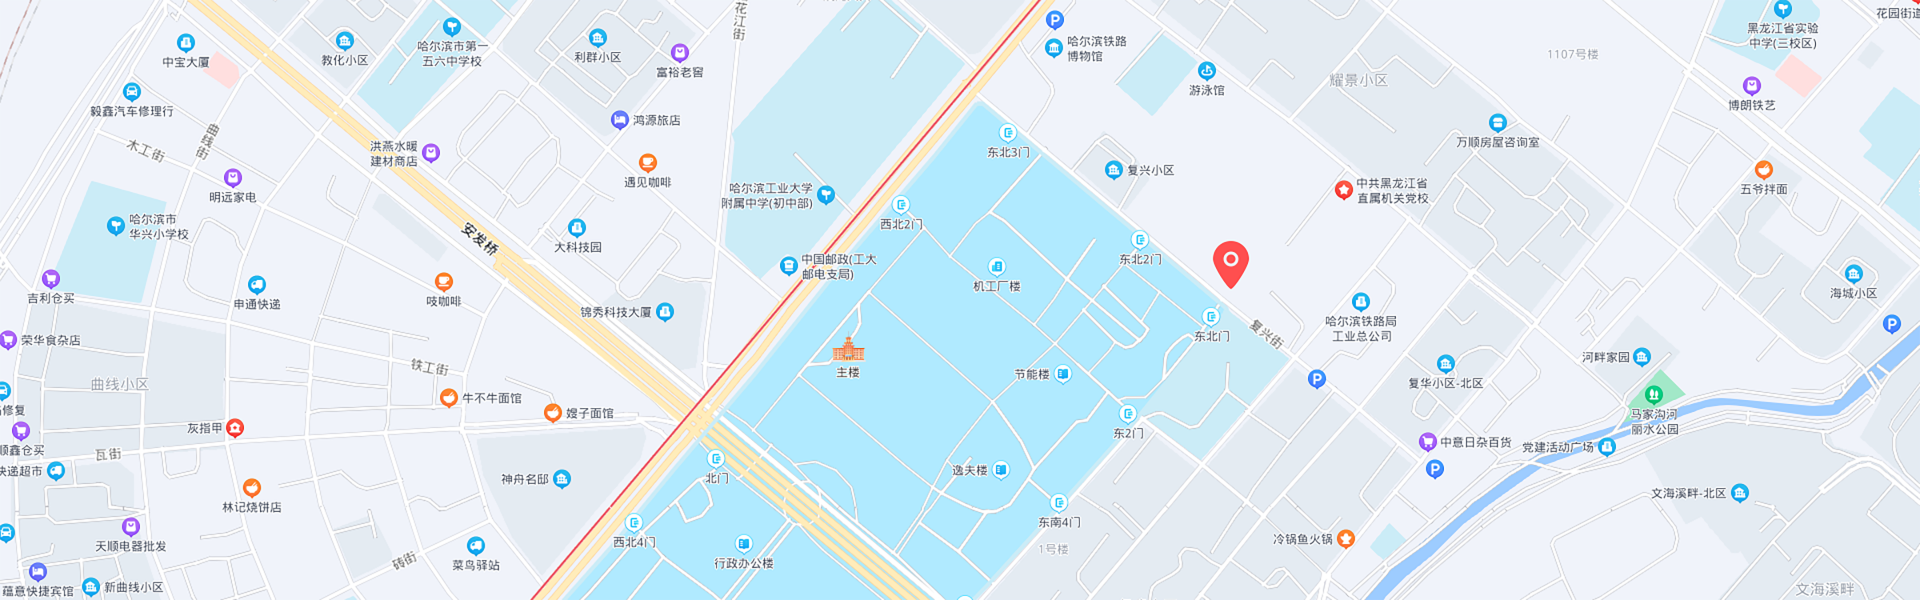 花江街
花园街道
黑龙江省实验
中学(三校区)
中宝大厦
教化小区
哈尔滨市第一
五六中学校
利群小区
富裕老窖
哈尔滨铁路
博物馆
游泳馆
耀景小区
1107号楼
毅鑫汽车修理行
鸿源旅店
博朗铁艺
万顺房屋咨询室
曲线街
木工街
洪燕水暖
建材商店
遇见咖啡
东北3门
复兴小区
中共黑龙江省
直属机关党校
五爷拌面
明远家电
哈尔滨工业大学
附属中学(初中部)
西北2门
哈尔滨市
华兴小学校
安发桥
大科技园
东北2门
中国邮政(工大
邮电支局)
机工厂楼
吉利仓买
申通快递
吱咖啡
锦秀科技大厦
海城小区
荣华食杂店
东北门
复兴街
哈尔滨铁路局
工业总公司
铁工街
主楼
节能楼
复华小区-北区
河畔家园
曲线小区
牛不牛面馆
嫂子面馆
修复
灰指甲
东2门
中意日杂百货
马家沟河
丽水公园
党建活动广场
顺鑫仓买
瓦街
快递超市
神舟名邸
北门
逸夫楼
文海溪畔-北区
林记烧饼店
东南4门
天顺电器批发
西北4门
行政办公楼
1号楼
冷锅鱼火锅
砖街
菜鸟驿站
蕴意快捷宾馆
新曲线小区
文海溪畔